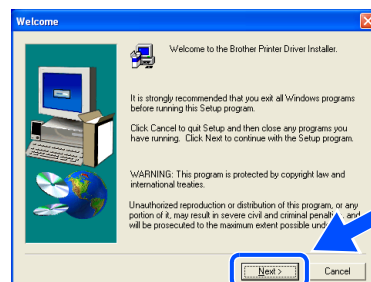 Welcome
Welcome to the Brother Printer Driver Installer.
It is strongly recommended that you exit all Windows programs
before running this Setup program.
Click Cancel to quit Setup and then close any programs you
have running. Click Next to continue with the Setup program.
WARNING: This program is protected by copyright law and
international treaties.
Unauthorized reproduction or distribution of this program, or any
portion of it, may result in severe civil and criminal and
will be prosecuted to the maximum extent possible
Next >
Cancel